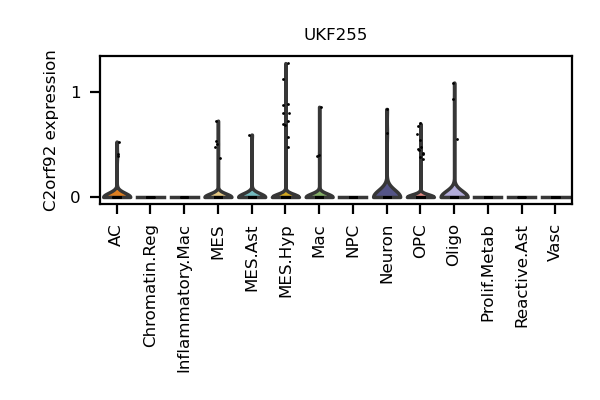 UKF255
C2orf92 expression
1
0
AC
Chromatin.Reg
Inflammatory.Mac
MES
MES.Ast
MES.Hyp
Mac
NPC
Neuron
OPC
Oligo
Prolif.Metab
Reactive.Ast
Vasc